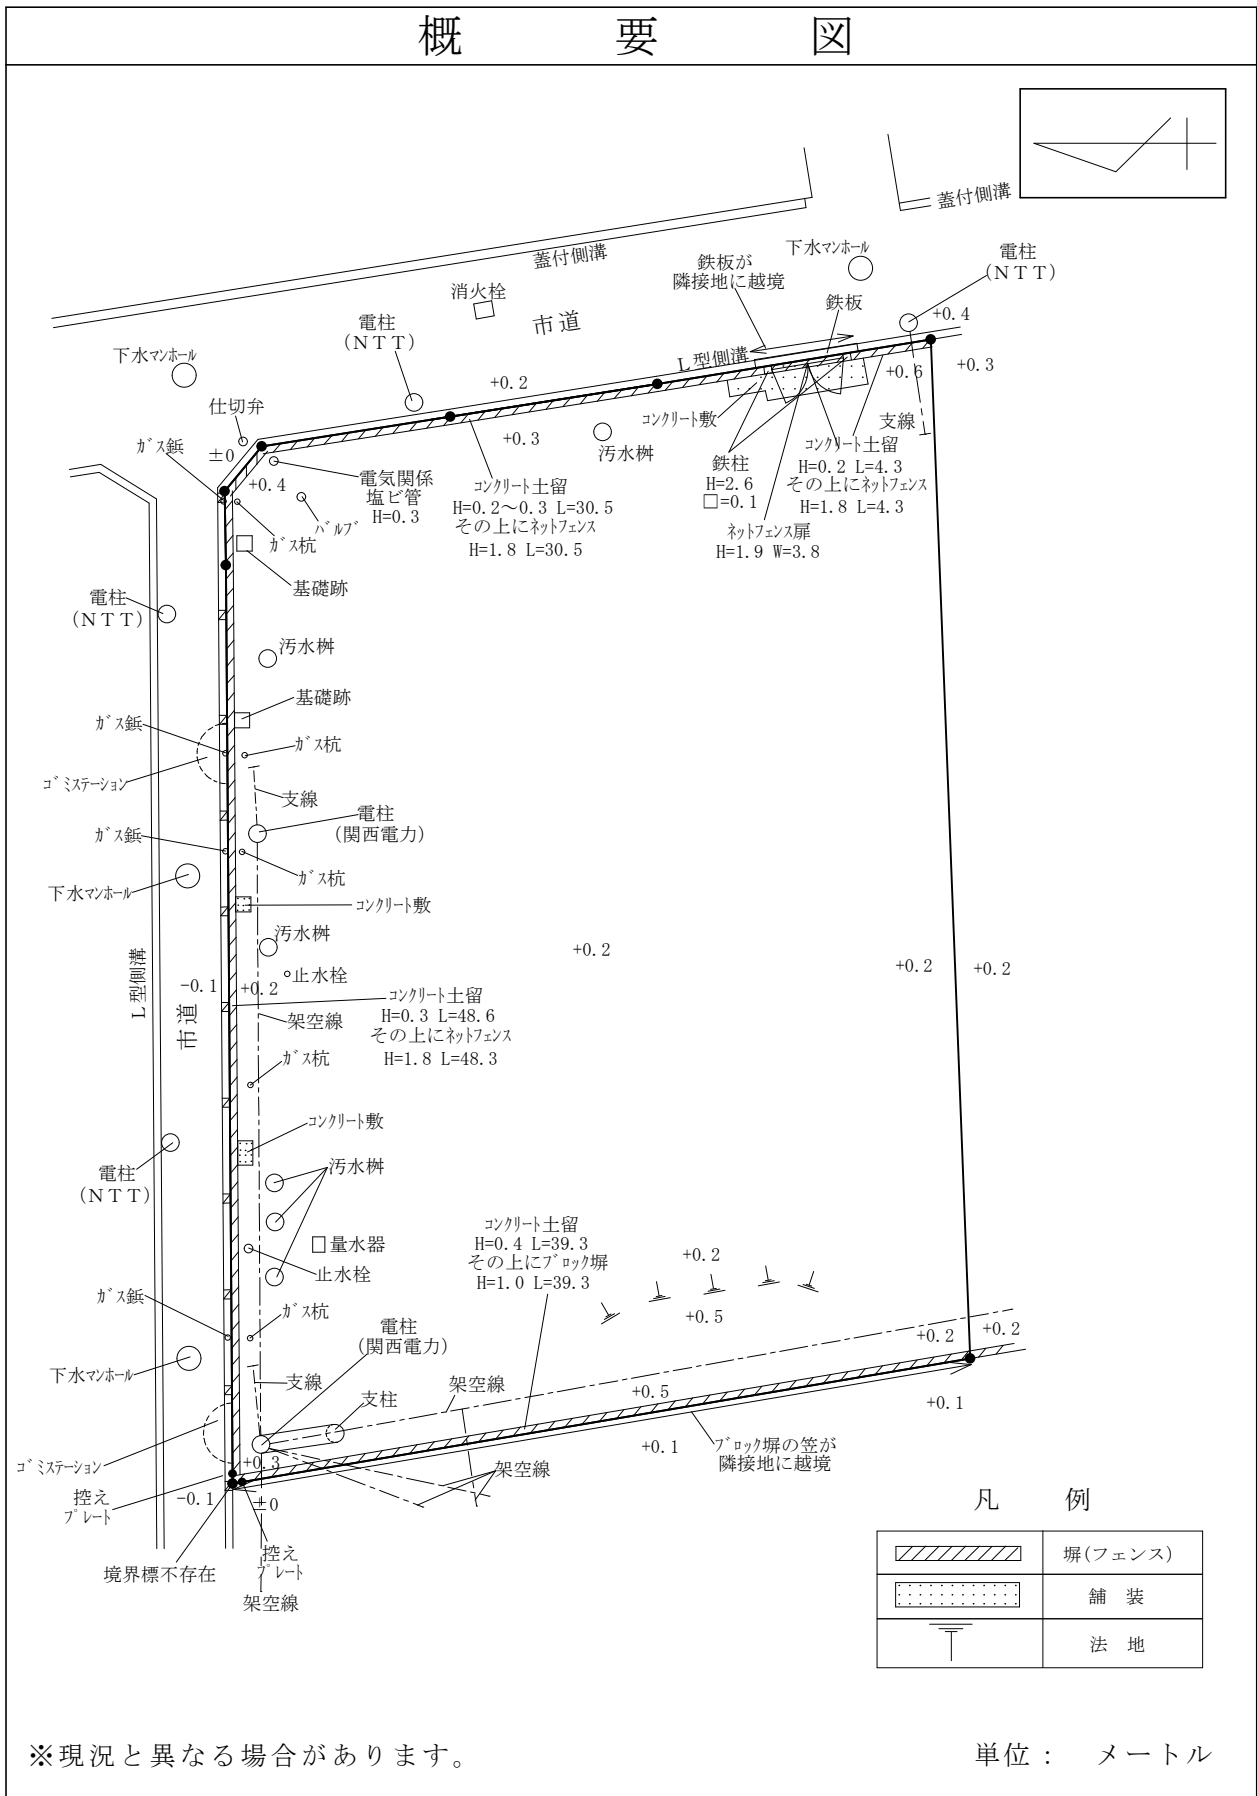 概 要 図
蓋付側溝
蓋付側溝
下水マンホール
電柱
(ＮＴＴ)
鉄板が
隣接地に越境
鉄板
消火栓
市道
電柱
(ＮＴＴ)
+0.4
下水マンホール
Ｌ型側溝
+0.3
+0.6
+0.2
仕切弁
コンクリート敷
支線
ガス鋲
±0
+0.3
汚水桝
コンクリート土留
H=0.2 L=4.3
その上にネットフェンス
H=1.8 L=4.3
鉄柱
H=2.6
□=0.1
電気関係
塩ビ管
H=0.3
+0.4
コンクリート土留
H=0.2～0.3 L=30.5
その上にネットフェンス
H=1.8 L=30.5
バルブ
ガス杭
ネットフェンス扉
H=1.9 W=3.8
基礎跡
電柱
(ＮＴＴ)
汚水桝
基礎跡
ガス鋲
ガス杭
ゴミステーション
支線
電柱
(関西電力)
ガス鋲
ガス杭
下水マンホール
コンクリート敷
汚水桝
+0.2
止水栓
+0.2
+0.2
Ｌ型側溝
-0.1
+0.2
市道
コンクリート土留
H=0.3 L=48.6
その上にネットフェンス
H=1.8 L=48.3
架空線
ガス杭
コンクリート敷
電柱
(ＮＴＴ)
汚水桝
コンクリート土留
H=0.4 L=39.3
その上にブロック塀
H=1.0 L=39.3
量水器
止水栓
+0.2
+0.5
ガス鋲
ガス杭
電柱
(関西電力)
+0.2
+0.2
下水マンホール
支線
支柱
架空線
+0.5
+0.1
+0.1
ブロック塀の笠が
隣接地に越境
ゴミステーション
+0.3
架空線
控え
プレート
-0.1
±0
境界標不存在
控え
プレート
架空線
凡 例
塀(フェンス)
舗 装
法 地
※現況と異なる場合があります。
単位： メートル